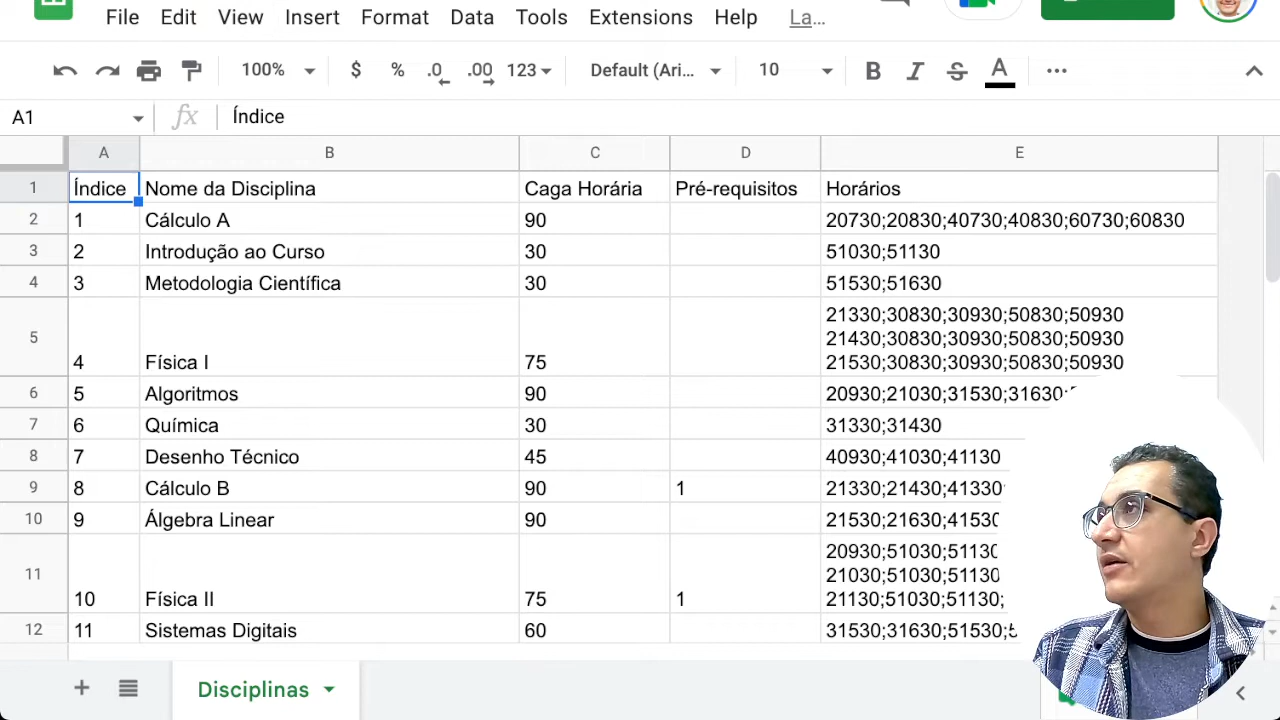 File Edit View Insert Format Data Tools Extensions Help La...
100% $ % .0 .00 123 Default (Ari... 10 B I S A
A1 fx Índice
A B C D E
1 Índice Nome da Disciplina Caga Horária Pré-requisitos Horários
2 1 Cálculo A 90 20730;20830;40730;40830;60730;60830
3 2 Introdução ao Curso 30 51030;51130
4 3 Metodologia Científica 30 51530;51630
21330;30830;30930;50830;50930
21430;30830;30930;50830;50930
5 4 Física I 75 21530;30830;30930;50830;50930
6 5 Algoritmos 90 20930;21030;31530;31630;
7 6 Química 30 31330;31430
8 7 Desenho Técnico 45 40930;41030;41130
9 8 Cálculo B 90 1 21330;21430;41330
10 9 Álgebra Linear 90 21530;21630;41530
20930;51030;51130
21030;51030;51130
11 10 Física II 75 1 21130;51030;51130;
12 11 Sistemas Digitais 60 31530;31630;51530;
Disciplinas